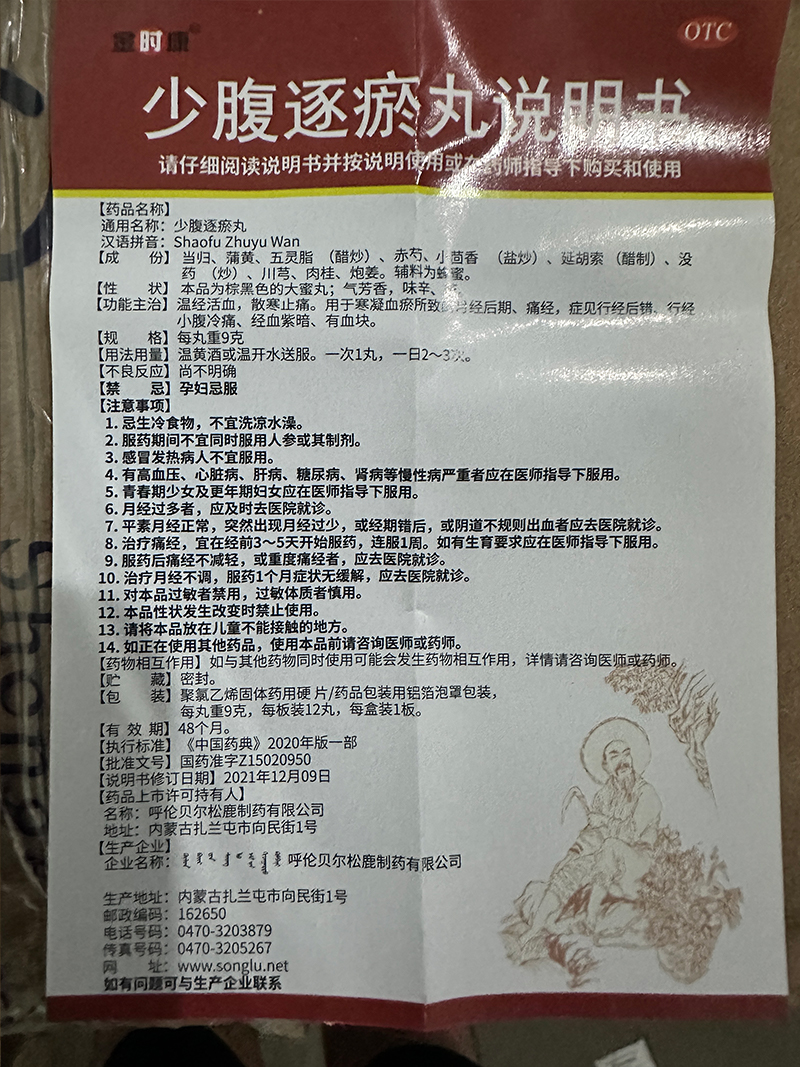 金时康®
OTC
少腹逐瘀丸说明书
请仔细阅读说明书并按说明使用或在药师指导下购买和使用
【药品名称】
通用名称：少腹逐瘀丸
汉语拼音：Shaofu Zhuyu Wan
【成 份】当归、蒲黄、五灵脂（醋炒）、赤芍、小茴香（盐炒）、延胡索（醋制）、没
药（炒）、川芎、肉桂、炮姜。辅料为蜂蜜。
【性 状】本品为棕黑色的大蜜丸；气芳香，味辛、
【功能主治】温经活血，散寒止痛。用于寒凝血瘀所致的月经后期、痛经，症见行经后错、行经
小腹冷痛、经血紫暗、有血块。
【规 格】每丸重9克
【用法用量】温黄酒或温开水送服。一次1丸，一日2～3次。
【不良反应】尚不明确
【禁 忌】孕妇忌服
【注意事项】
1. 忌生冷食物，不宜洗凉水澡。
2. 服药期间不宜同时服用人参或其制剂。
3. 感冒发热病人不宜服用。
4. 有高血压、心脏病、肝病、糖尿病、肾病等慢性病严重者应在医师指导下服用。
5. 青春期少女及更年期妇女应在医师指导下服用。
6. 月经过多者，应及时去医院就诊。
7. 平素月经正常，突然出现月经过少，或经期错后，或阴道不规则出血者应去医院就诊。
8. 治疗痛经，宜在经前3～5天开始服药，连服1周。如有生育要求应在医师指导下服用。
9. 服药后痛经不减轻，或重度痛经者，应去医院就诊。
10. 治疗月经不调，服药1个月症状无缓解，应去医院就诊。
11. 对本品过敏者禁用，过敏体质者慎用。
12. 本品性状发生改变时禁止使用。
13. 请将本品放在儿童不能接触的地方。
14. 如正在使用其他药品，使用本品前请咨询医师或药师。
【药物相互作用】如与其他药物同时使用可能会发生药物相互作用，详情请咨询医师或药师。
【贮 藏】密封。
【包 装】聚氯乙烯固体药用硬 片/药品包装用铝箔泡罩包装，
每丸重9克，每板装12丸，每盒装1板。
【有 效 期】48个月。
【执行标准】《中国药典》2020年版一部
【批准文号】国药准字Z15020950
【说明书修订日期】2021年12月09日
【药品上市许可持有人】
名称：呼伦贝尔松鹿制药有限公司
地址：内蒙古扎兰屯市向民街1号
【生产企业】
企业名称：呼伦贝尔松鹿制药有限公司
生产地址：内蒙古扎兰屯市向民街1号
邮政编码：162650
电话号码：0470-3203879
传真号码：0470-3205267
网 址：www.songlu.net
如有问题可与生产企业联系